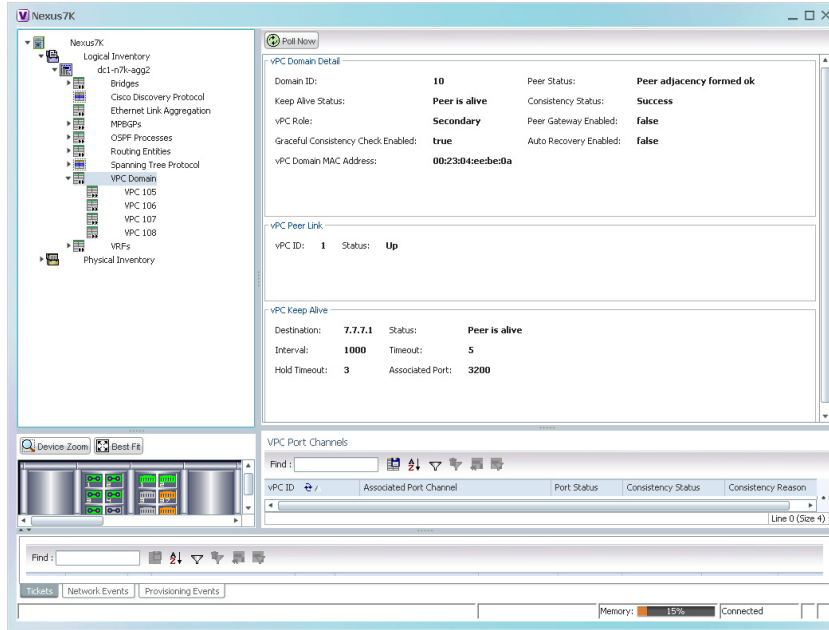 Nexus7K
Nexus7K
Logical Inventory
dc1-n7k-agg2
Bridges
Cisco Discovery Protocol
Ethernet Link Aggregation
MPBGPs
OSPF Processes
Routing Entities
Spanning Tree Protocol
VPC Domain
VPC 105
VPC 106
VPC 107
VPC 108
VRFs
Physical Inventory
Poll Now
vPC Domain Detail
Domain ID: 10 Peer Status: Peer adjacency formed ok
Keep Alive Status: Peer is alive Consistency Status: Success
vPC Role: Secondary Peer Gateway Enabled: false
Graceful Consistency Check Enabled: true Auto Recovery Enabled: false
vPC Domain MAC Address: 00:23:04:ee:be:0a
vPC Peer Link
vPC ID: 1 Status: Up
vPC Keep Alive
Destination: 7.7.7.1 Status: Peer is alive
Interval: 1000 Timeout: 5
Hold Timeout: 3 Associated Port: 3200
Device Zoom Best Fit
VPC Port Channels
Find :
vPC ID Associated Port Channel Port Status Consistency Status Consistency Reason
Line 0 (Size 4)
Find :
Tickets Network Events Provisioning Events
Memory: 15% Connected